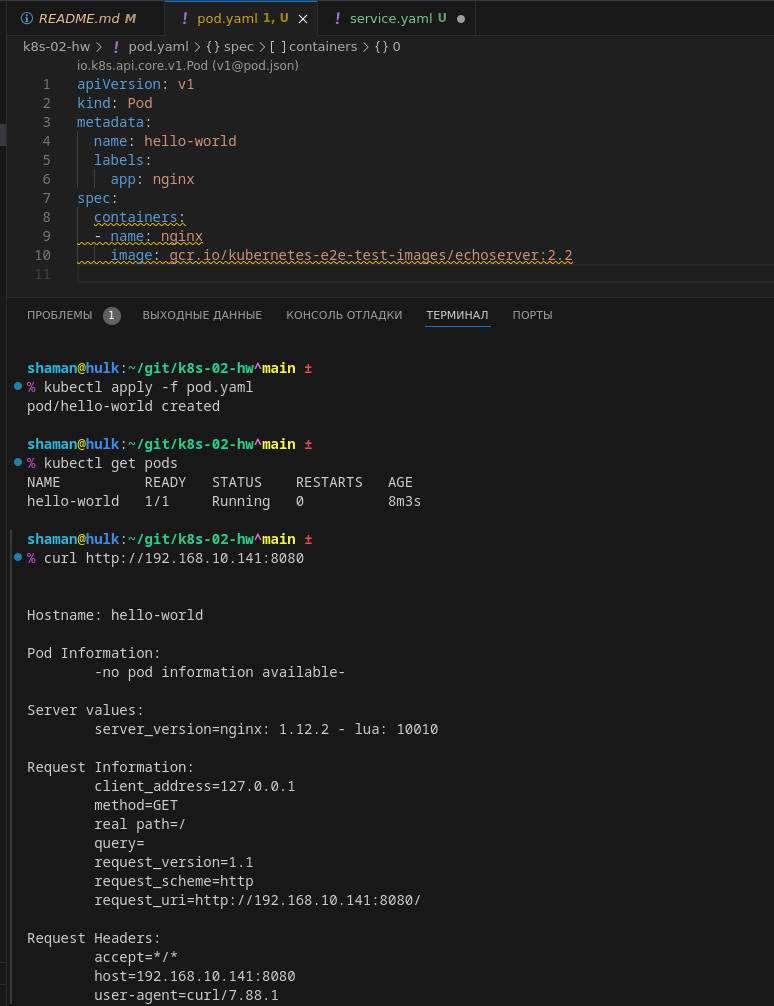 README.md M
pod.yaml 1, U
service.yaml U
k8s-02-hw > ! pod.yaml > {} spec > [ ] containers > {} 0
io.k8s.api.core.v1.Pod (v1@pod.json)
1 apiVersion: v1
2 kind: Pod
3 metadata:
4   name: hello-world
5   labels:
6     app: nginx
7 spec:
8   containers:
9   - name: nginx
10     image: gcr.io/kubernetes-e2e-test-images/echoserver:2.2
11
ПРОБЛЕМЫ 1 ВЫХОДНЫЕ ДАННЫЕ КОНСОЛЬ ОТЛАДКИ ТЕРМИНАЛ ПОРТЫ
shaman@hulk:~/git/k8s-02-hw^main ±
% kubectl apply -f pod.yaml
pod/hello-world created
shaman@hulk:~/git/k8s-02-hw^main ±
% kubectl get pods
NAME          READY   STATUS    RESTARTS   AGE
hello-world   1/1     Running   0          8m3s
shaman@hulk:~/git/k8s-02-hw^main ±
% curl http://192.168.10.141:8080
Hostname: hello-world
Pod Information:
        -no pod information available-
Server values:
        server_version=nginx: 1.12.2 - lua: 10010
Request Information:
        client_address=127.0.0.1
        method=GET
        real path=/
        query=
        request_version=1.1
        request_scheme=http
        request_uri=http://192.168.10.141:8080/
Request Headers:
        accept=*/*
        host=192.168.10.141:8080
        user-agent=curl/7.88.1